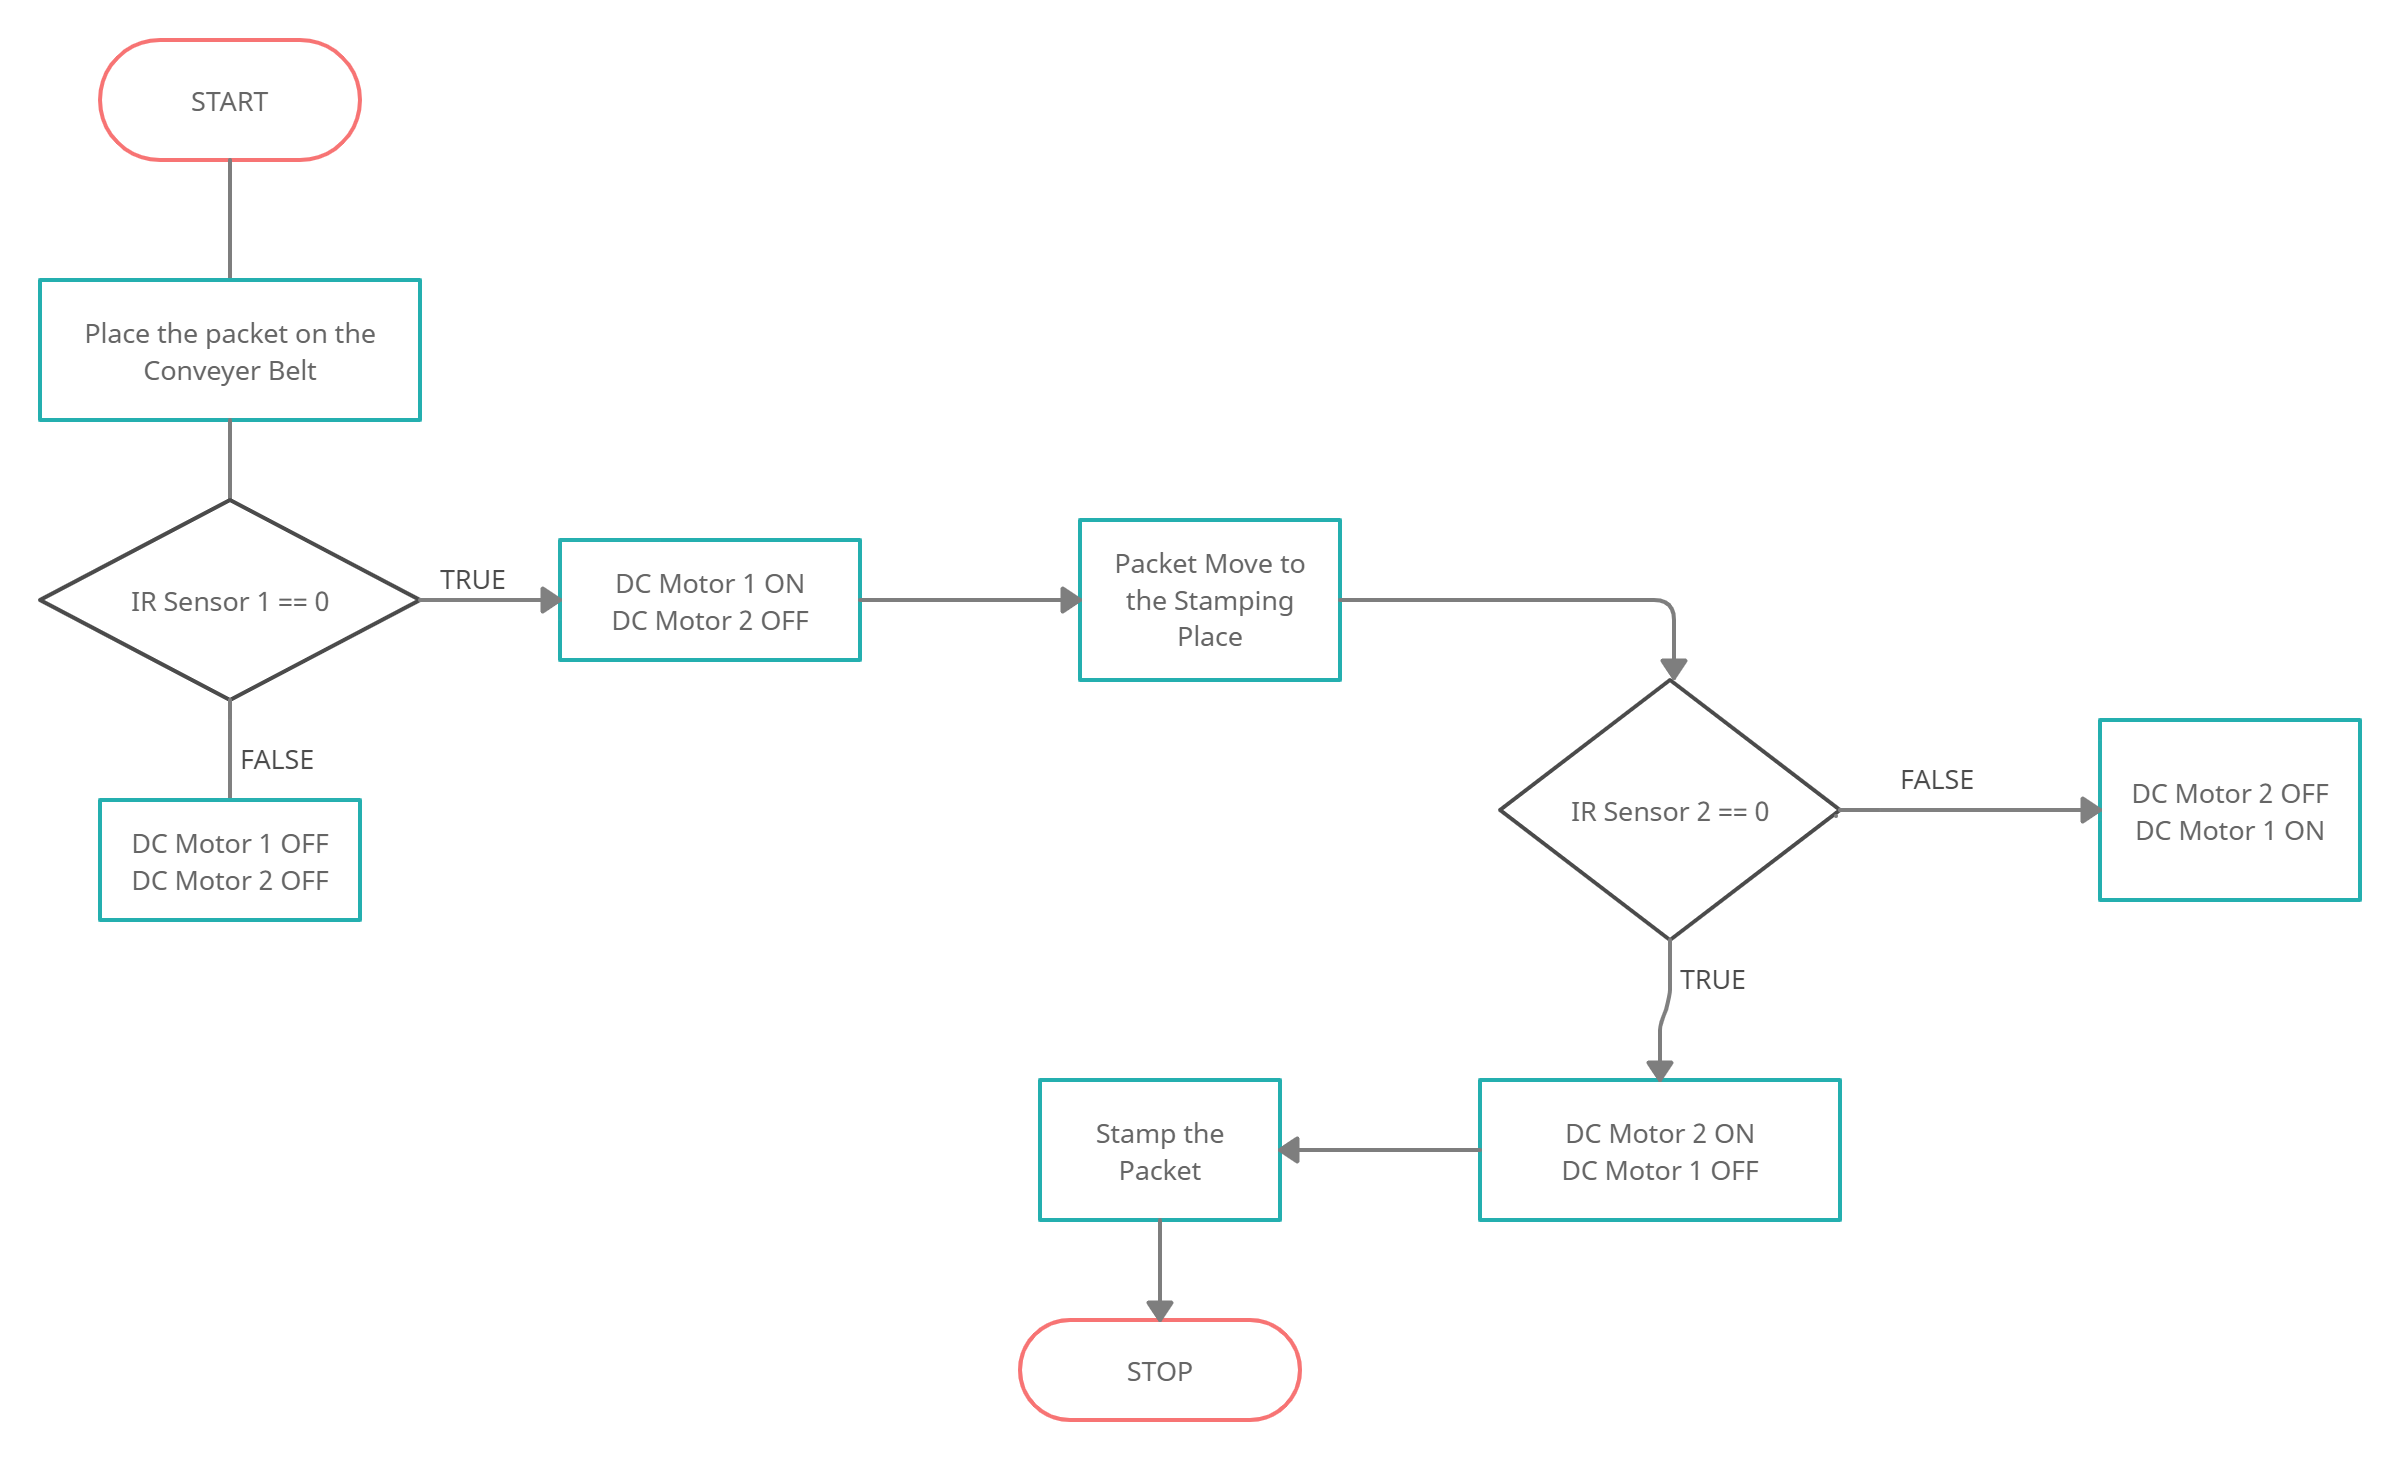 START
Place the packet on the
Conveyer Belt
IR Sensor 1 == 0
TRUE
DC Motor 1 ON
DC Motor 2 OFF
Packet Move to
the Stamping
Place
FALSE
DC Motor 1 OFF
DC Motor 2 OFF
IR Sensor 2 == 0
FALSE
DC Motor 2 OFF
DC Motor 1 ON
TRUE
DC Motor 2 ON
DC Motor 1 OFF
Stamp the
Packet
STOP